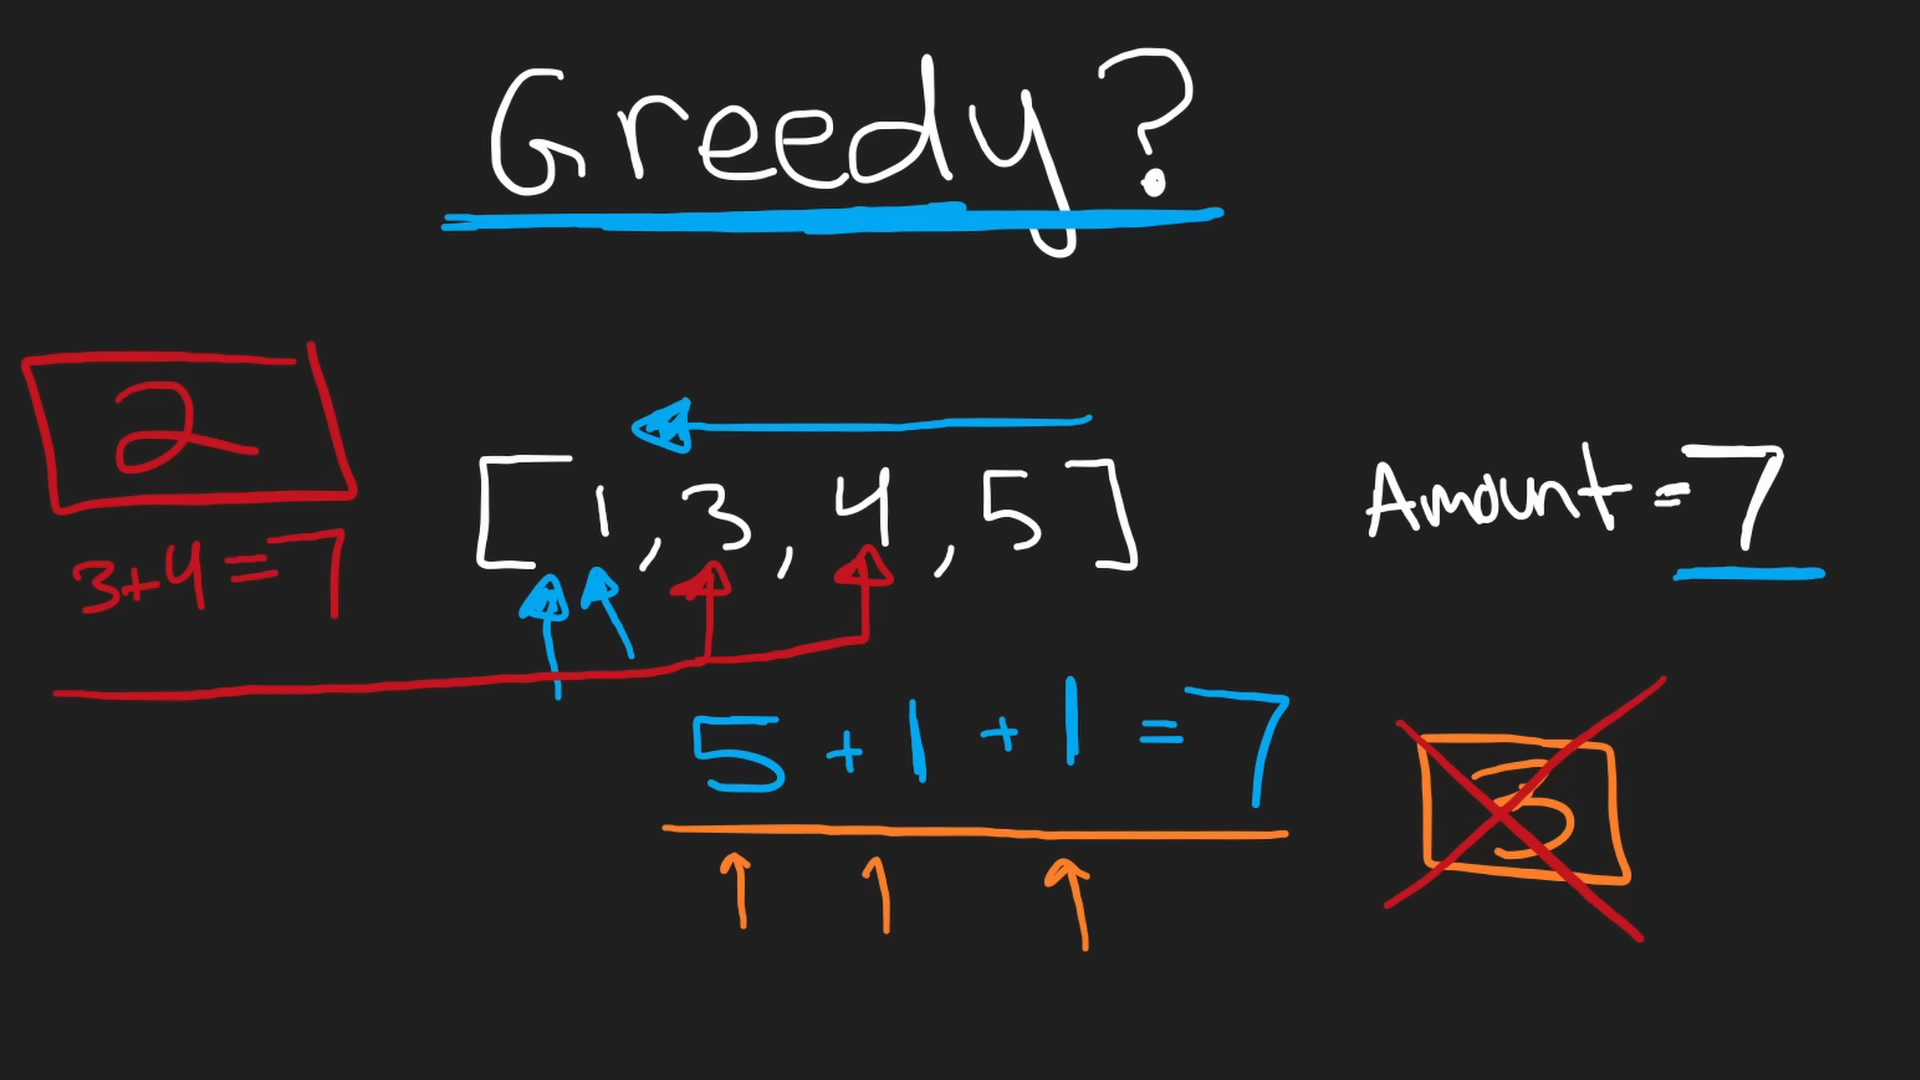 Greedy?
2
[1, 3, 4, 5]
Amount = 7
3+4=7
5 + 1 + 1 = 7
3